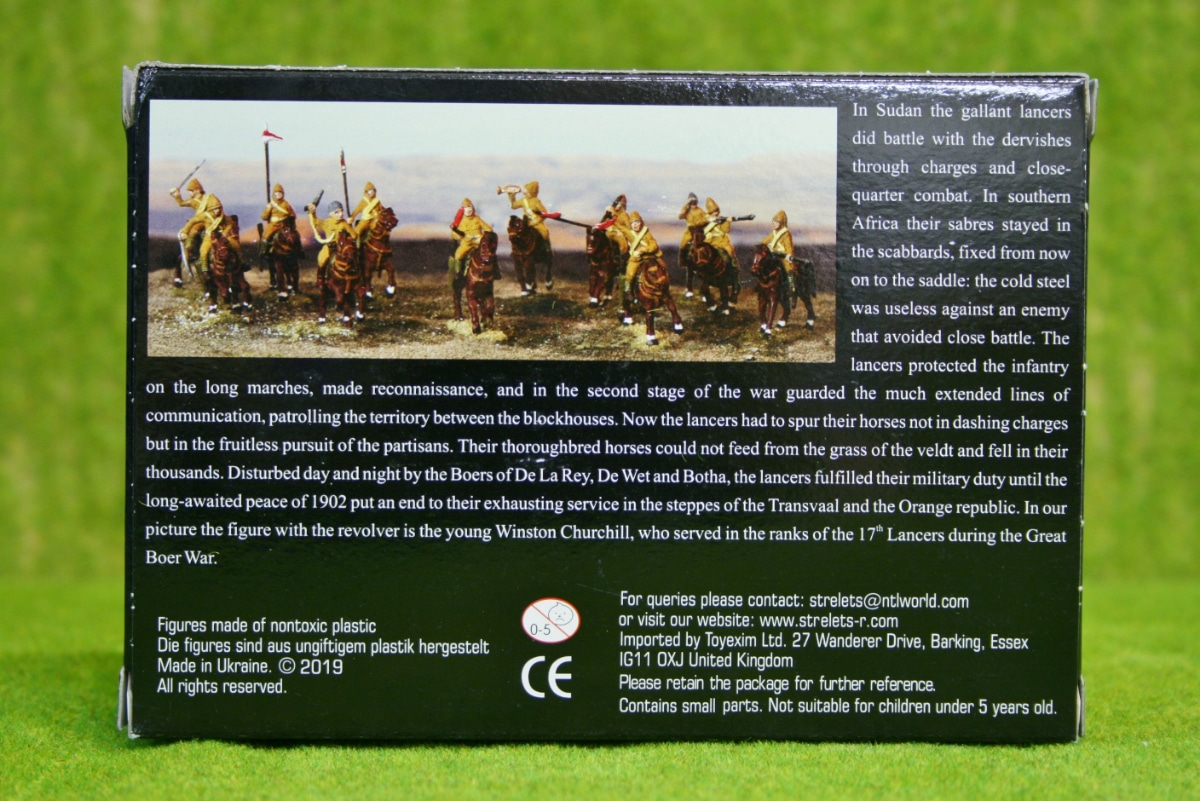 In Sudan the gallant lancers
did battle with the dervishes
through charges and close-
quarter combat. In southern
Africa their sabres stayed in
the scabbards, fixed from now
on to the saddle: the cold steel
was useless against an enemy
that avoided close battle. The
lancers protected the infantry
on the long marches, made reconnaissance, and in the second stage of the war guarded the much extended lines of
communication, patrolling the territory between the blockhouses. Now the lancers had to spur their horses not in dashing charges
but in the fruitless pursuit of the partisans. Their thoroughbred horses could not feed from the grass of the veldt and fell in their
thousands. Disturbed day and night by the Boers of De La Rey, De Wet and Botha, the lancers fulfilled their military duty until the
long-awaited peace of 1902 put an end to their exhausting service in the steppes of the Transvaal and the Orange republic. In our
picture the figure with the revolver is the young Winston Churchill, who served in the ranks of the 17th Lancers during the Great
Boer War.
Figures made of nontoxic plastic
Die figures sind aus ungiftigem plastik hergestelt
Made in Ukraine. © 2019
All rights reserved.
0-5
CE
For queries please contact: strelets@ntlworld.com
or visit our website: www.strelets-r.com
Imported by Toyexim Ltd. 27 Wanderer Drive, Barking, Essex
IG11 OXJ United Kingdom
Please retain the package for further reference.
Contains small parts. Not suitable for children under 5 years old.